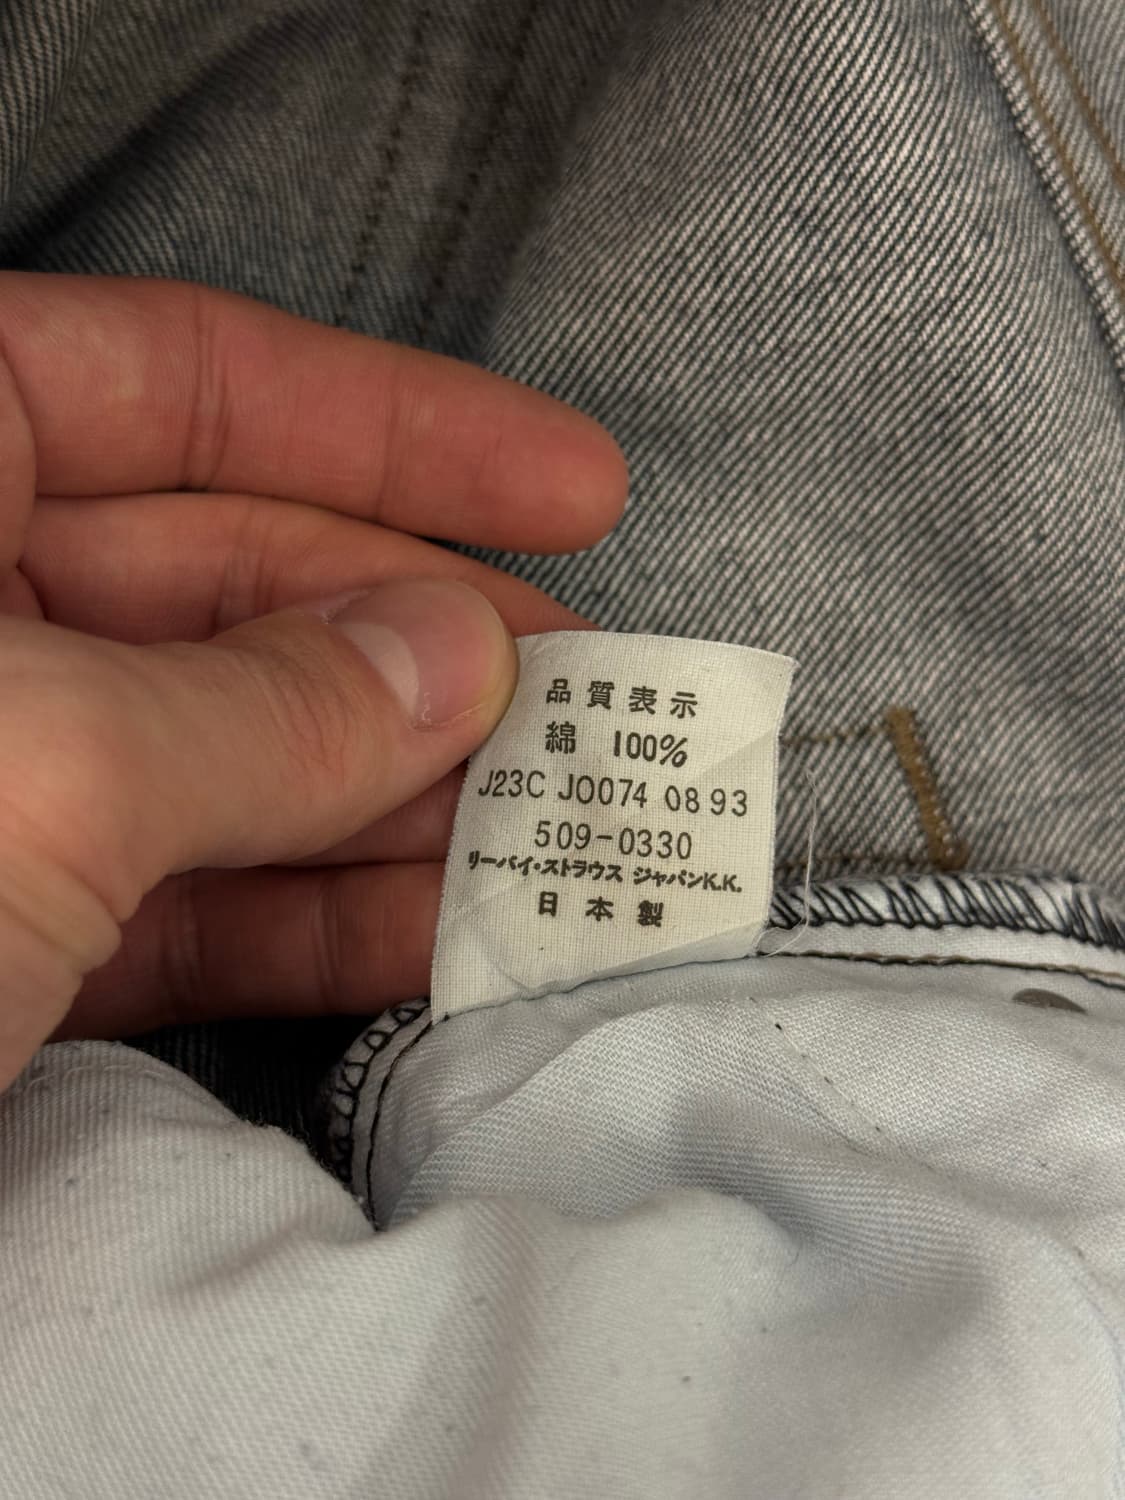 品質表示
綿 100%
J23C J0074 08 93
509-0330
リーバイ・ストラウス ジャパンK.K.
日本製